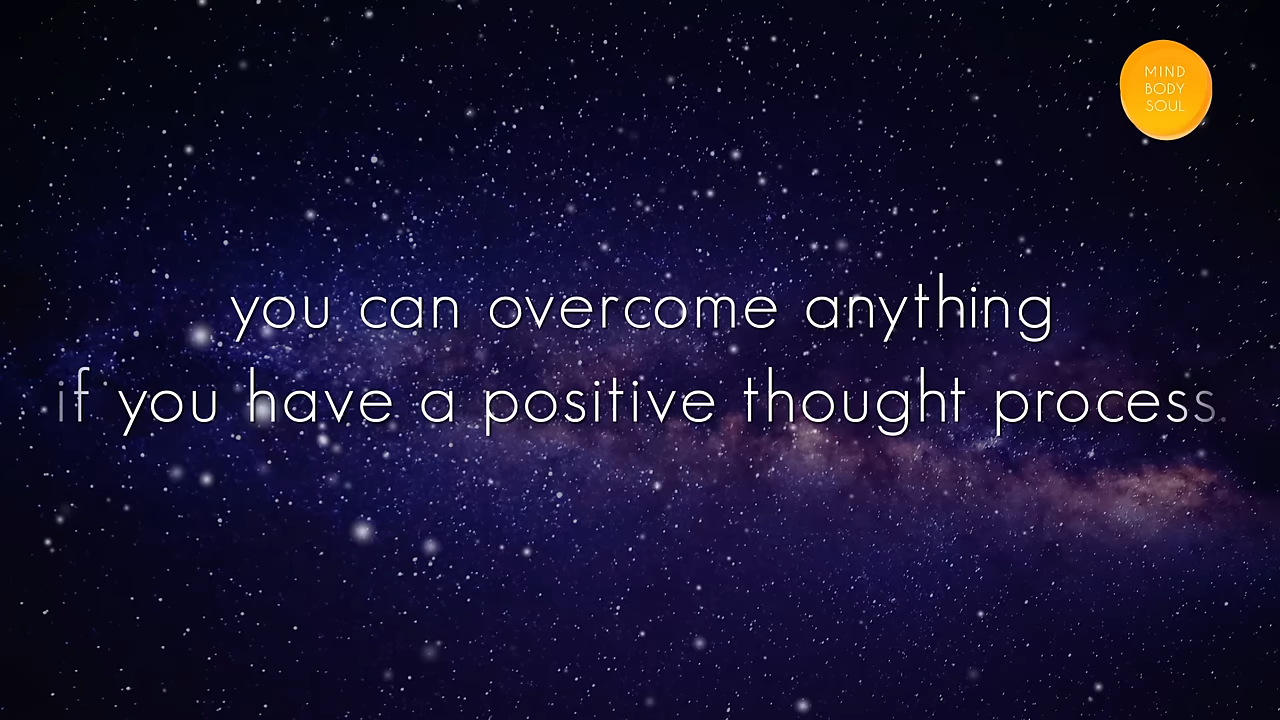 MIND
BODY
SOUL
you can overcome anything
if you have a positive thought process.